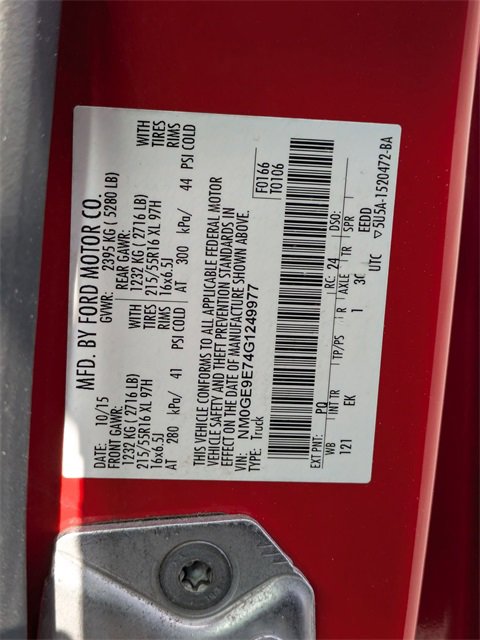 MFD. BY FORD MOTOR CO.
DATE: 10/15 GVWR: 2395 KG ( 5280 LB)
FRONT GAWR: REAR GAWR:
1232 KG ( 2716 LB) WITH 1232 KG ( 2716 LB) WITH
215/55R16 XL 97H TIRES 215/55R16 XL 97H TIRES
16x6.5J RIMS 16x6.5J RIMS
AT 280 kPa/ 41 PSI COLD AT 300 kPa/ 44 PSI COLD
THIS VEHICLE CONFORMS TO ALL APPLICABLE FEDERAL MOTOR
VEHICLE SAFETY AND THEFT PREVENTION STANDARDS IN
EFFECT ON THE DATE OF MANUFACTURE SHOWN ABOVE.
VIN: NM0GE9E74G1249977 F0166
TYPE: Truck T0106
EXT PNT: PQ RC: 24 DSO:
WB INT TR TP/PS R AXLE TR SPR
121 EK 1 3C EEDD
UTC ▽5U5A-1520472-BA